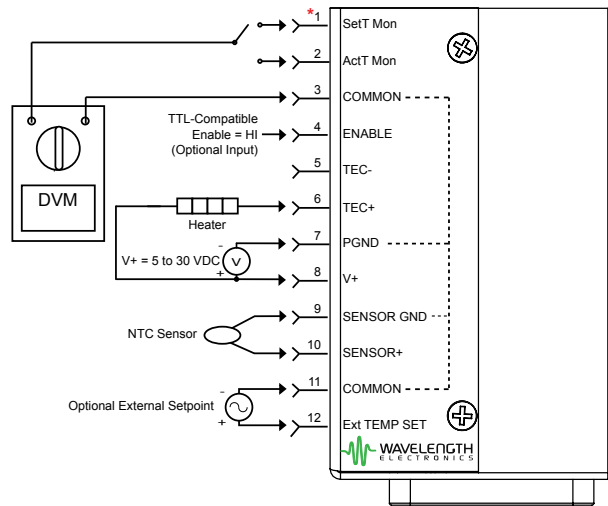 *1 SetT Mon
2 ActT Mon
3 COMMON
TTL-Compatible
Enable = HI
(Optional Input)
4 ENABLE
5 TEC-
DVM
6 TEC+
Heater
7 PGND
-
V+ = 5 to 30 VDC
V
+
8 V+
9 SENSOR GND
NTC Sensor
10 SENSOR+
11 COMMON
-
Optional External Setpoint
+
12 Ext TEMP SET
WAVELENGTH
ELECTRONICS